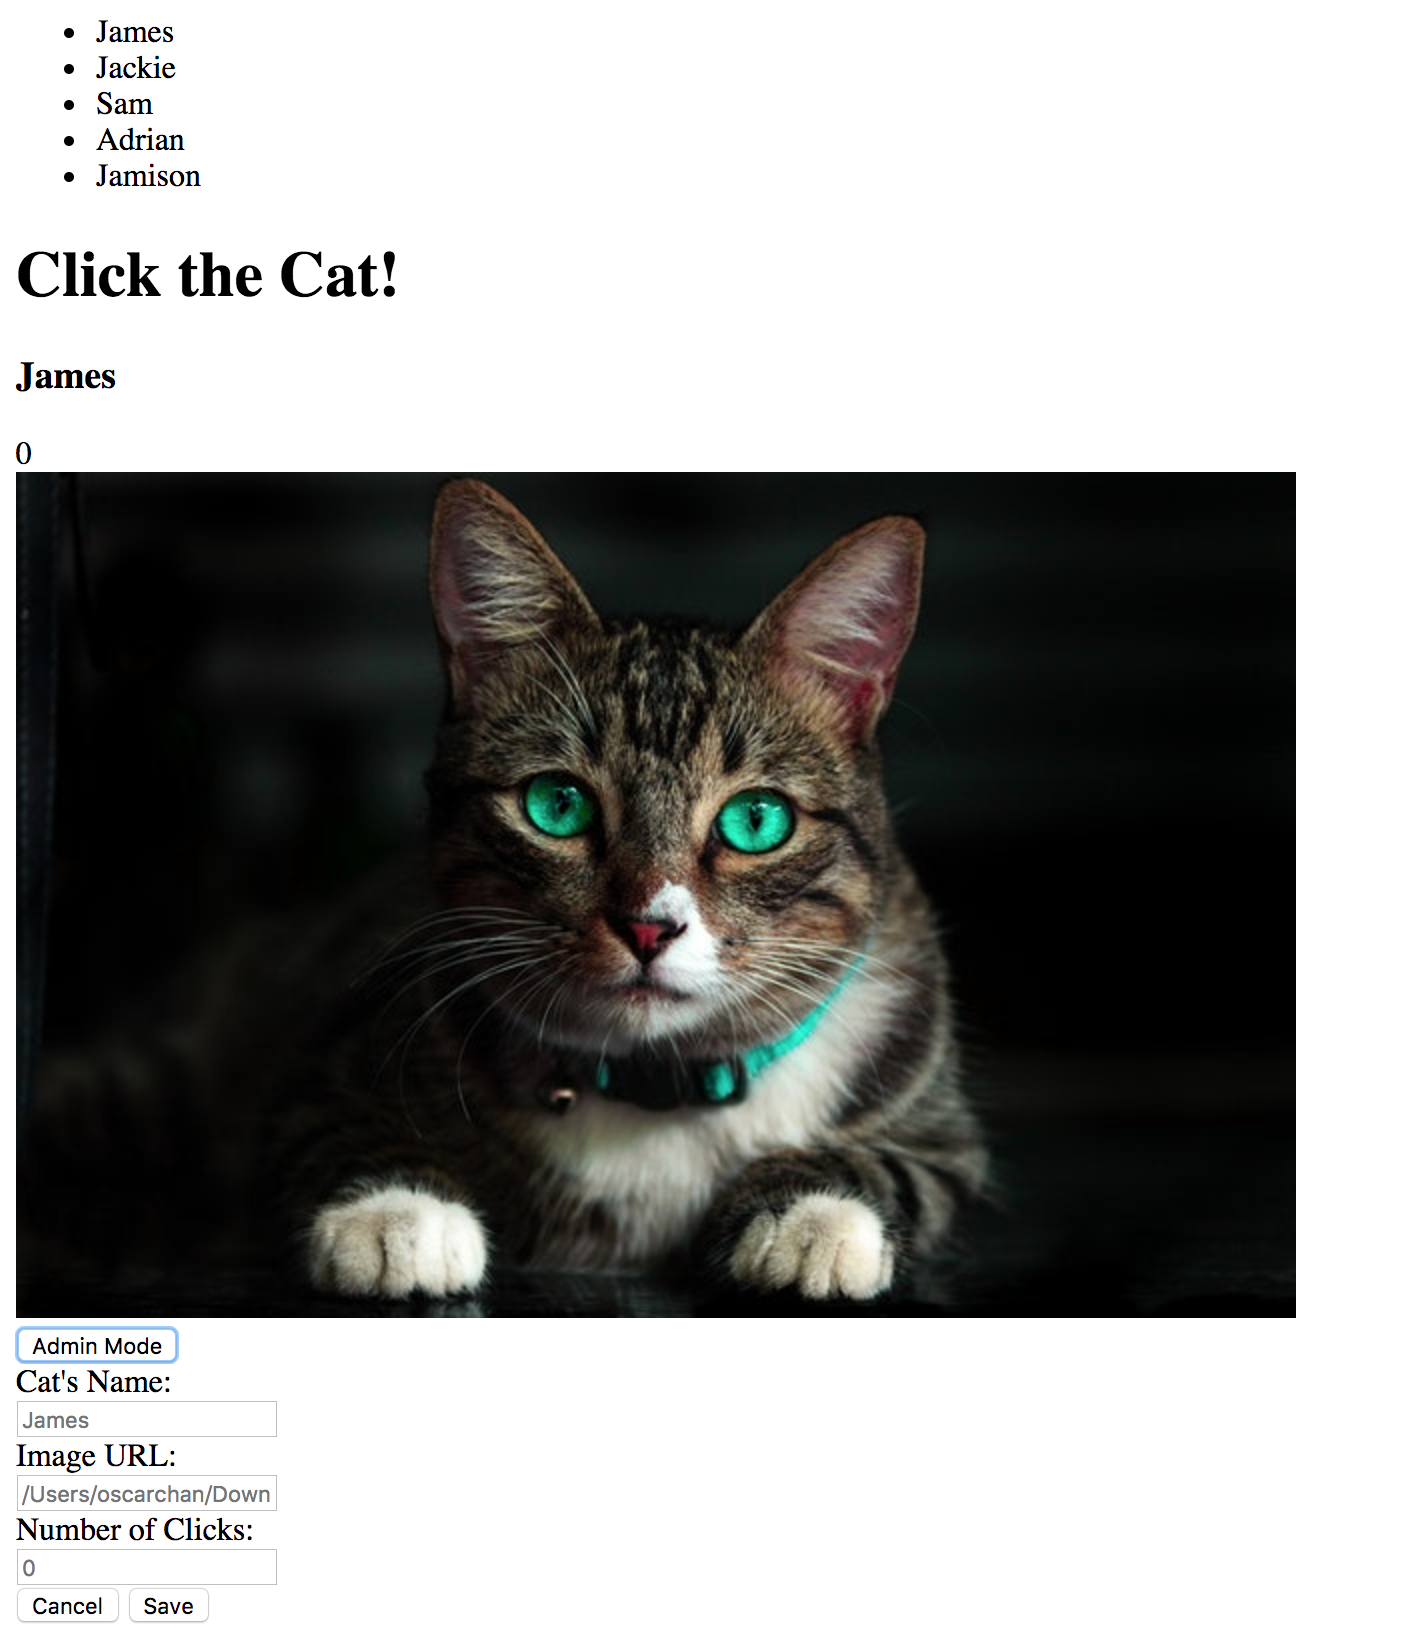 James
Jackie
Sam
Adrian
Jamison
Click the Cat!
James
0
Admin Mode
Cat's Name:
James
Image URL:
/Users/oscarchan/Down
Number of Clicks:
0
Cancel Save